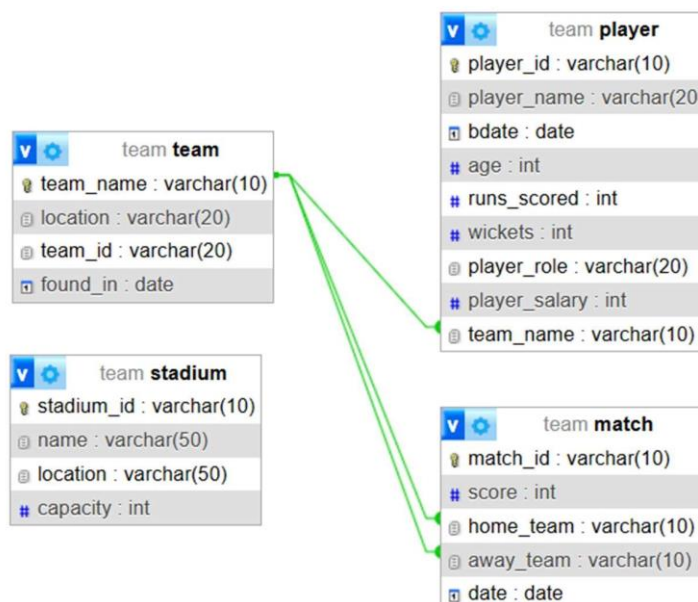 v team team
team_name : varchar(10)
location : varchar(20)
team_id : varchar(20)
found_in : date
v team stadium
stadium_id : varchar(10)
name : varchar(50)
location : varchar(50)
# capacity : int
v team player
player_id : varchar(10)
player_name : varchar(20
bdate : date
# age : int
# runs_scored : int
# wickets : int
player_role : varchar(20)
# player_salary : int
team_name : varchar(10)
v team match
match_id : varchar(10)
# score : int
home_team : varchar(10)
away_team : varchar(10)
date : date